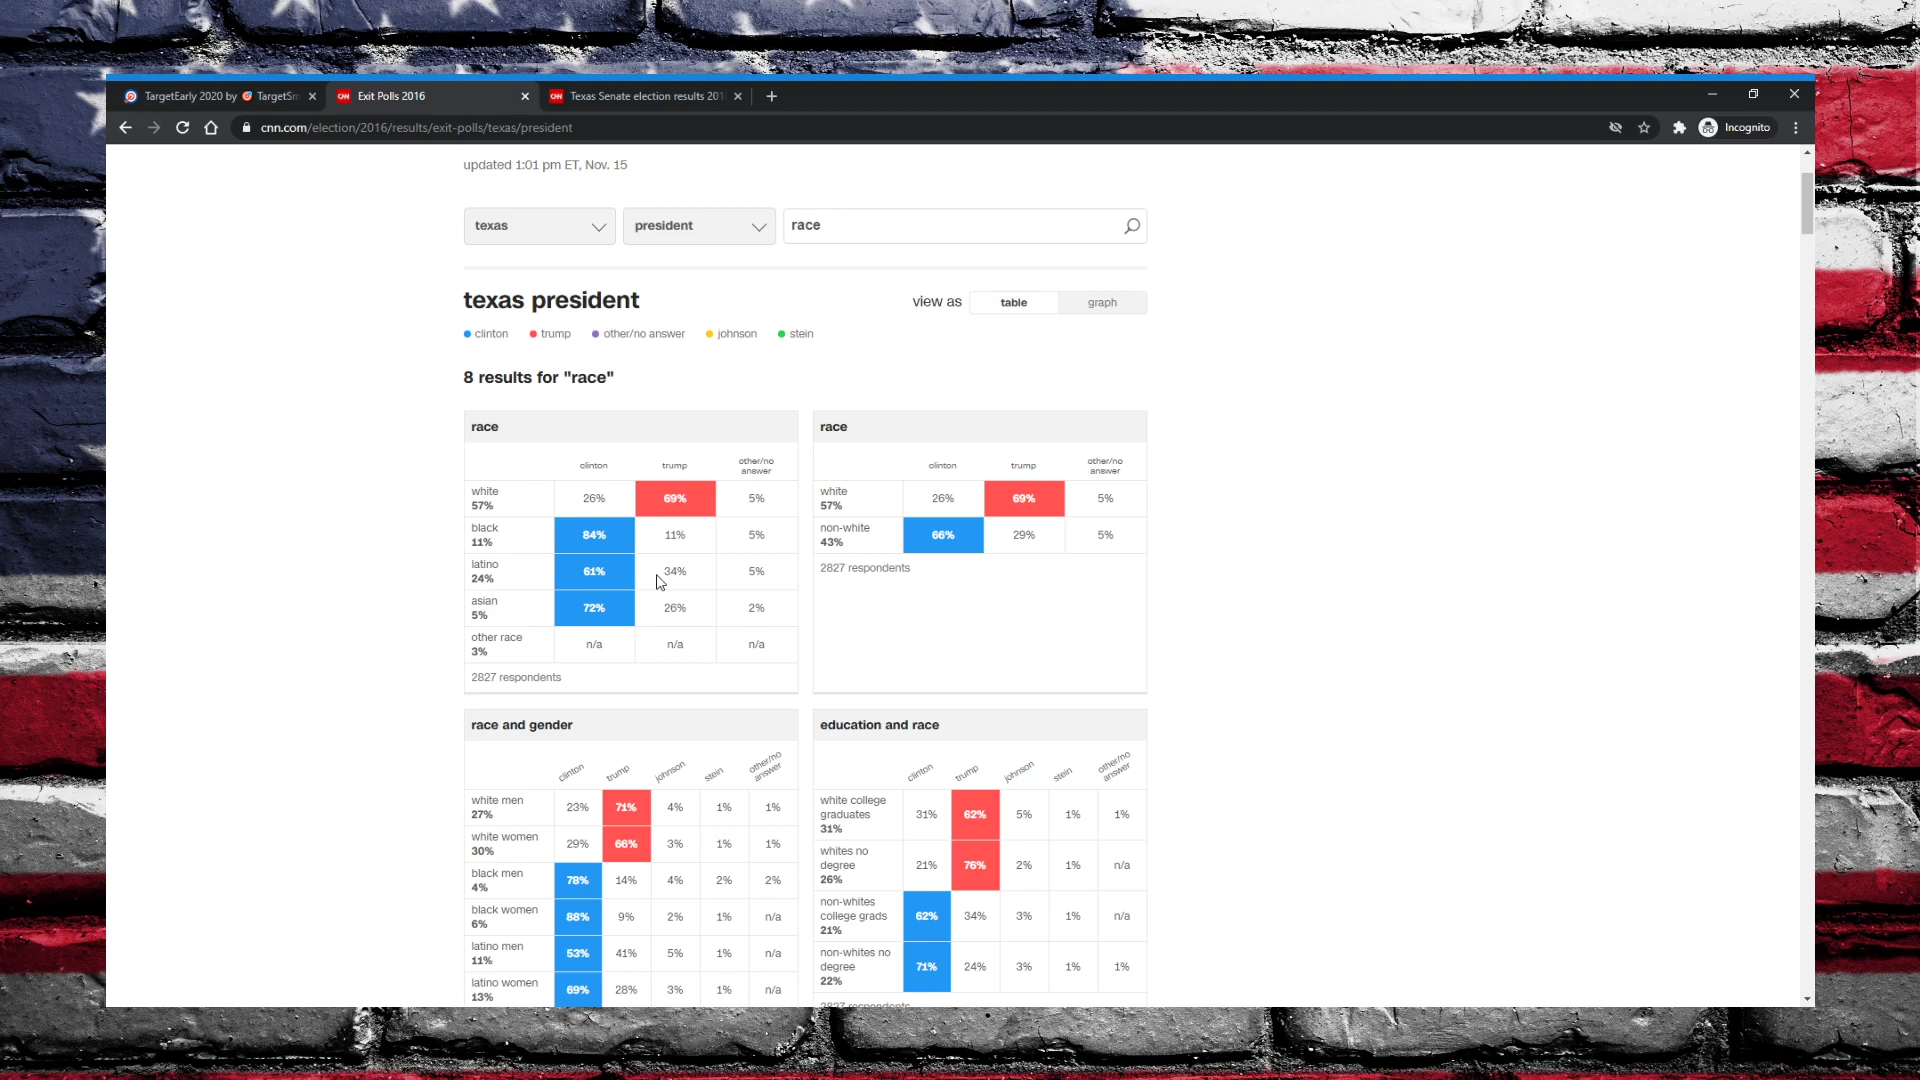 TargetEarly 2020 by TargetSm
Exit Polls 2016
Texas Senate election results 201
cnn.com/election/2016/results/exit-polls/texas/president
Incognito
updated 1:01 pm ET, Nov. 15
texas president race
texas president
view as table graph
clinton trump other/no answer johnson stein
8 results for "race"
race
clinton trump other/no answer
white 57% 26% 69% 5%
black 11% 84% 11% 5%
latino 24% 61% 34% 5%
asian 5% 72% 26% 2%
other race 3% n/a n/a n/a
2827 respondents
race
clinton trump other/no answer
white 57% 26% 69% 5%
non-white 43% 66% 29% 5%
2827 respondents
race and gender
clinton trump johnson stein other/no answer
white men 27% 23% 71% 4% 1% 1%
white women 30% 29% 66% 3% 1% 1%
black men 4% 78% 14% 4% 2% 2%
black women 6% 88% 9% 2% 1% n/a
latino men 11% 53% 41% 5% 1% n/a
latino women 13% 69% 28% 3% 1% n/a
education and race
clinton trump johnson stein other/no answer
white college graduates 31% 31% 62% 5% 1% 1%
whites no degree 26% 21% 76% 2% 1% n/a
non-whites college grads 21% 62% 34% 3% 1% n/a
non-whites no degree 22% 71% 24% 3% 1% 1%
2827 respondents